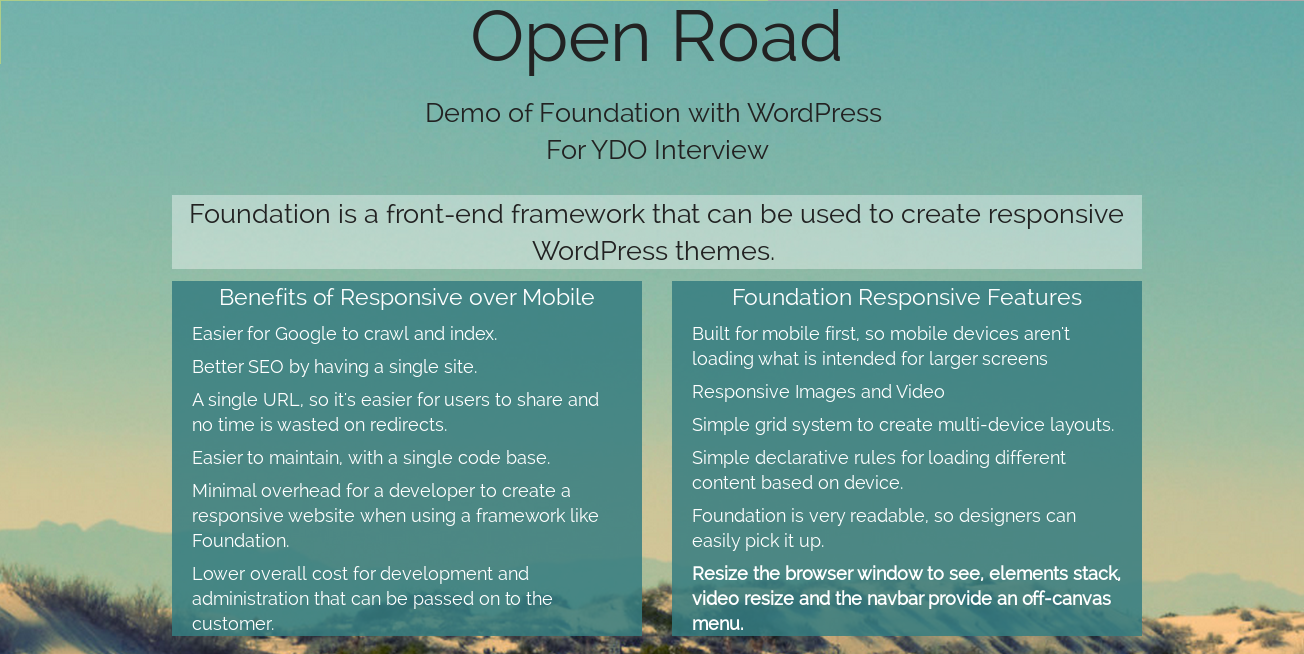 Open Road
Demo of Foundation with WordPress
For YDO Interview
Foundation is a front-end framework that can be used to create responsive
WordPress themes.
Benefits of Responsive over Mobile
Easier for Google to crawl and index.
Better SEO by having a single site.
A single URL, so it's easier for users to share and
no time is wasted on redirects.
Easier to maintain, with a single code base.
Minimal overhead for a developer to create a
responsive website when using a framework like
Foundation.
Lower overall cost for development and
administration that can be passed on to the
customer.
Foundation Responsive Features
Built for mobile first, so mobile devices aren't
loading what is intended for larger screens
Responsive Images and Video
Simple grid system to create multi-device layouts.
Simple declarative rules for loading different
content based on device.
Foundation is very readable, so designers can
easily pick it up.
Resize the browser window to see, elements stack,
video resize and the navbar provide an off-canvas
menu.